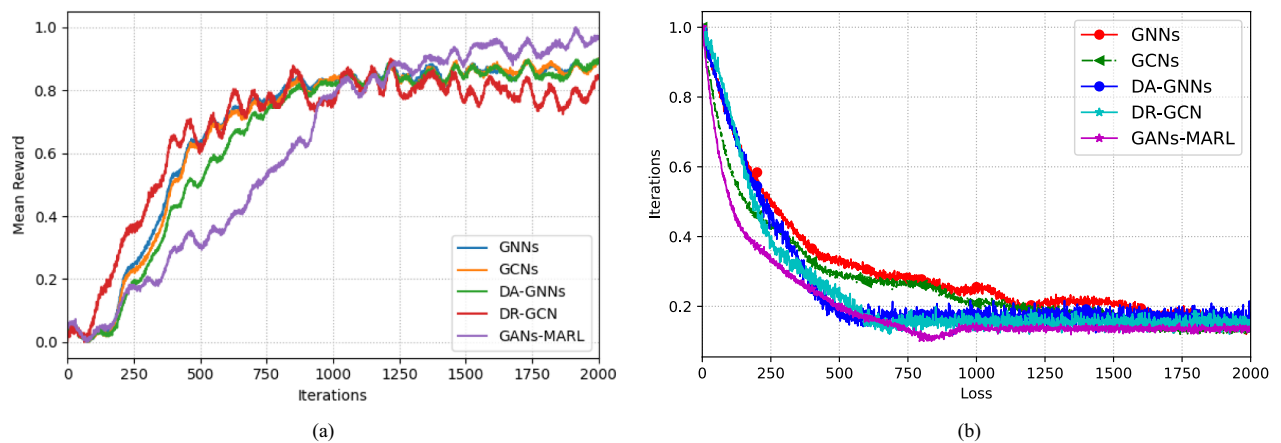 1.0
0.8
0.6
0.4
0.2
0.0
Mean Reward
0 250 500 750 1000 1250 1500 1750 2000
Iterations
GNNs
GCNs
DA-GNNs
DR-GCN
GANs-MARL
(a)
1.0
0.8
0.6
0.4
0.2
Iterations
0 250 500 750 1000 1250 1500 1750 2000
Loss
GNNs
GCNs
DA-GNNs
DR-GCN
GANs-MARL
(b)